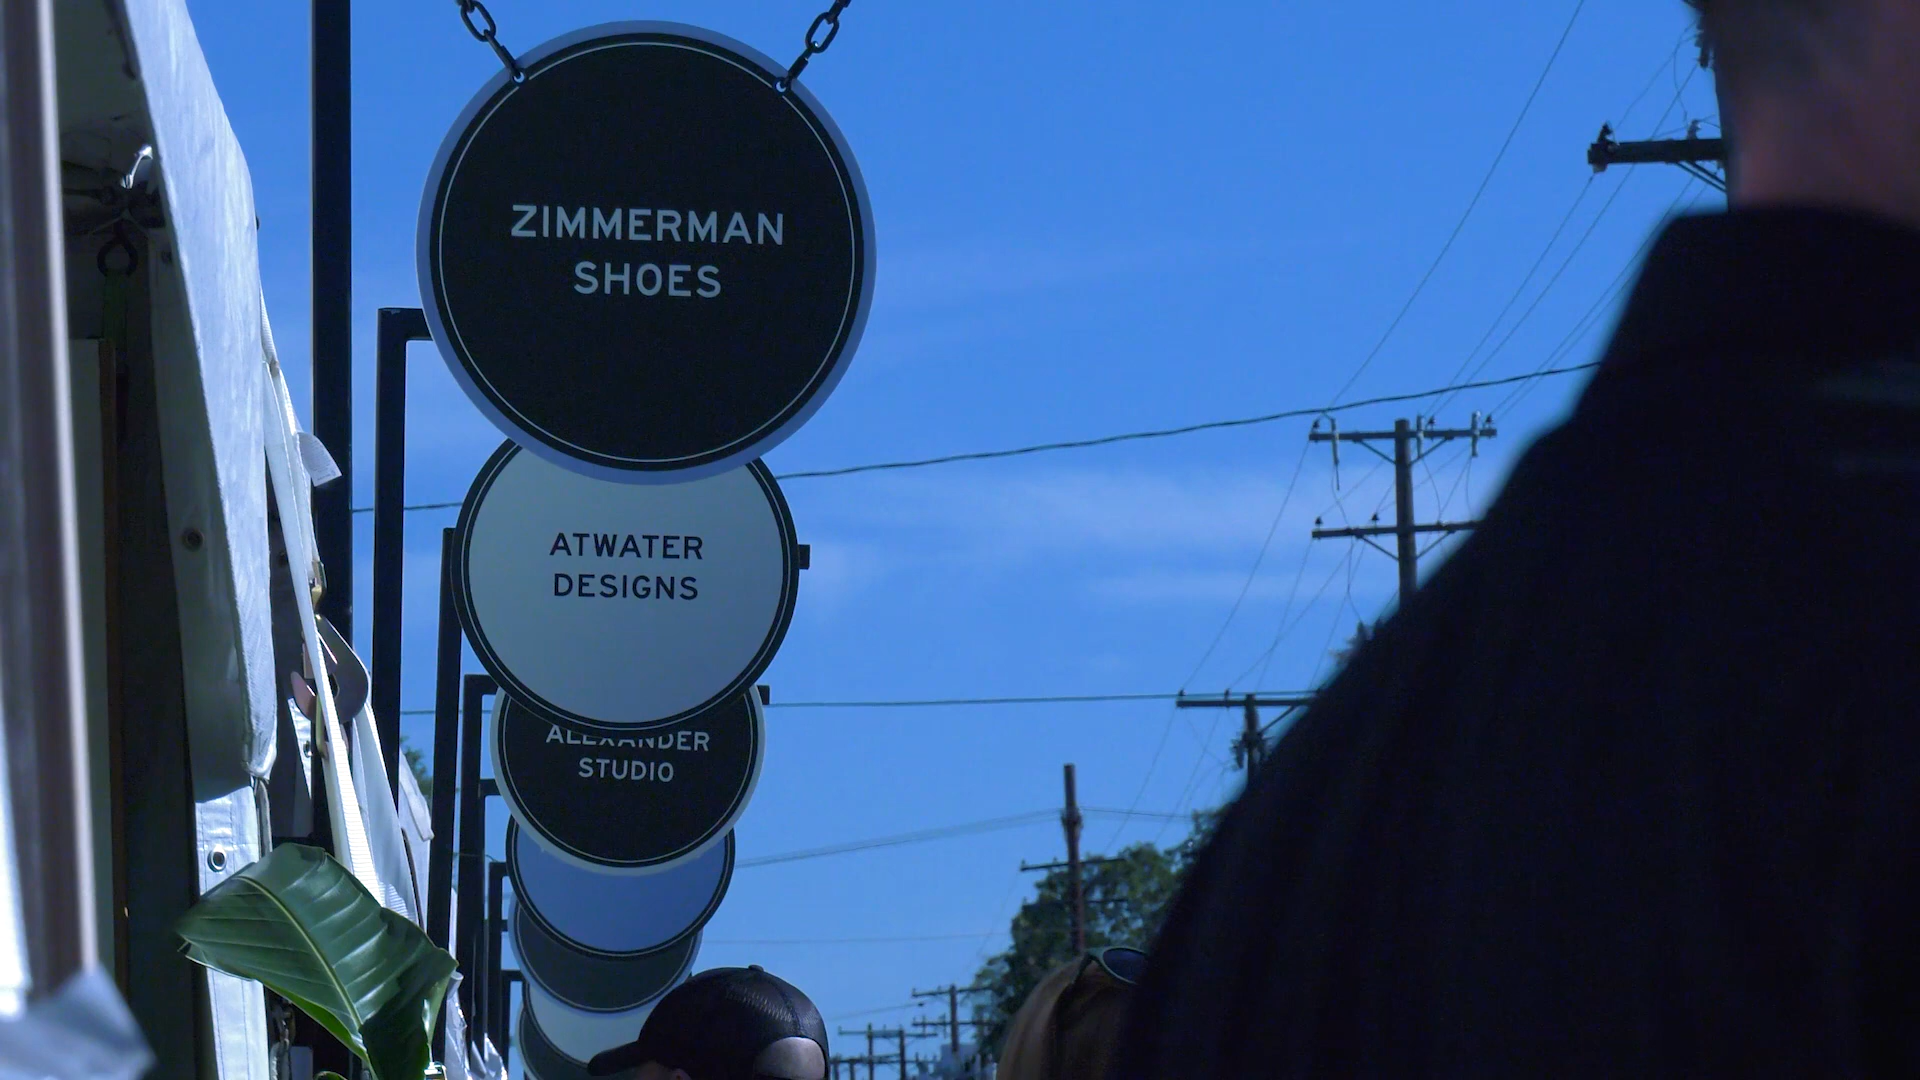 ZIMMERMAN
SHOES
ATWATER
DESIGNS
ALEXANDER
STUDIO